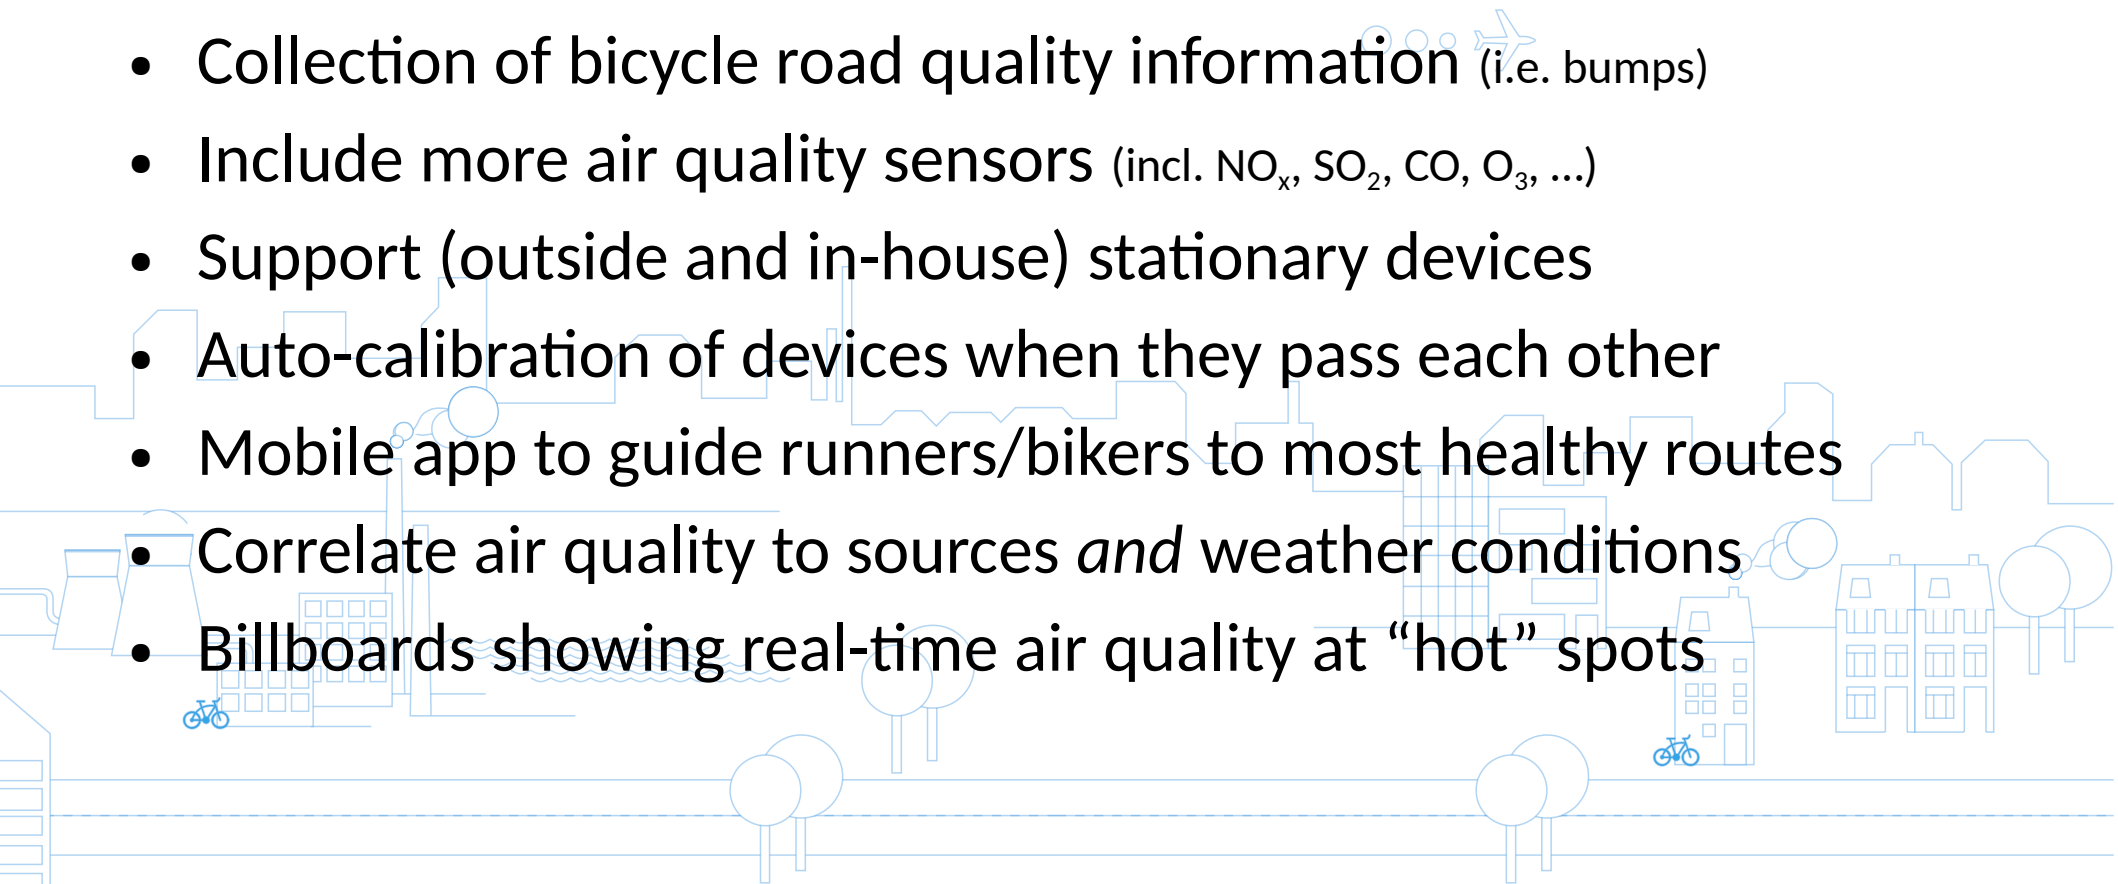 • Collection of bicycle road quality information (i.e. bumps)
• Include more air quality sensors (incl. NOₓ, SO₂, CO, O₃, ...)
• Support (outside and in-house) stationary devices
• Auto-calibration of devices when they pass each other
• Mobile app to guide runners/bikers to most healthy routes
• Correlate air quality to sources and weather conditions
• Billboards showing real-time air quality at “hot” spots